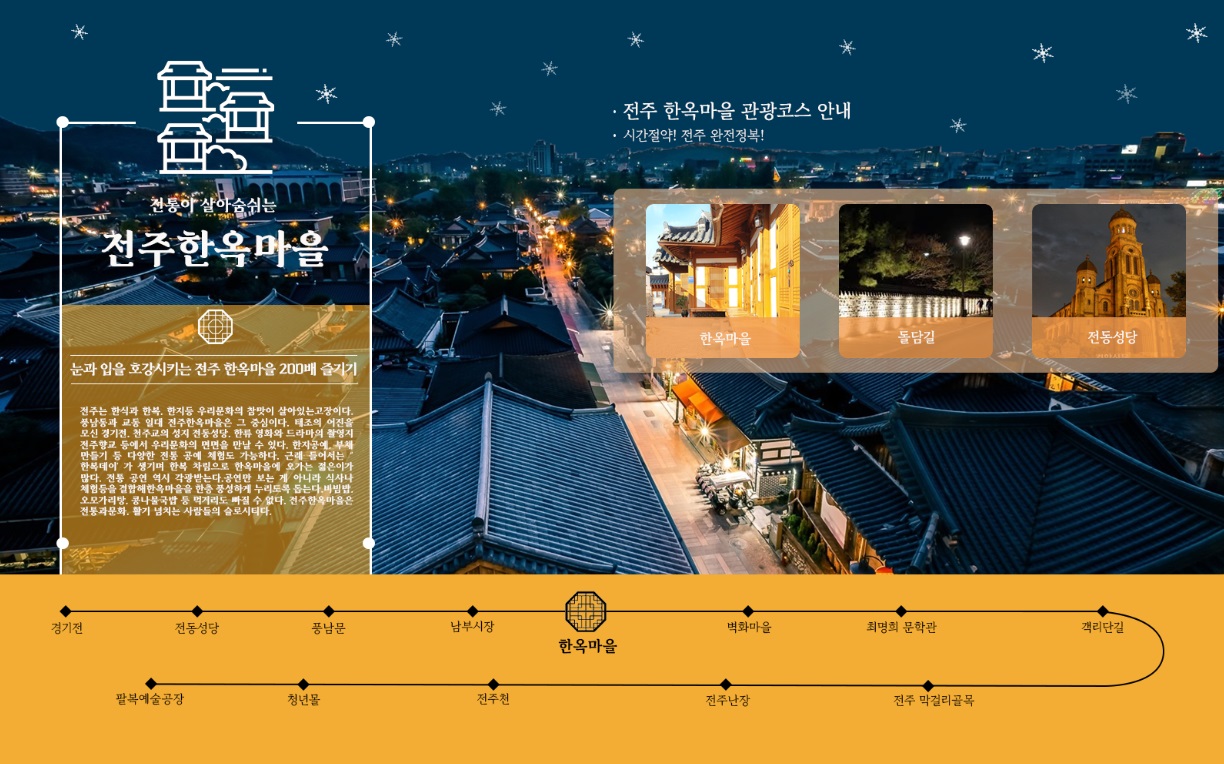 전통이 살아숨쉬는
전주한옥마을
눈과 입을 호강시키는 전주 한옥마을 200배 즐기기
전주는 한식과 한복, 한지등 우리문화의 참맛이 살아있는고장이다.
풍남동과 교동 일대 전주한옥마을은 그 중심이다. 태조의 어진을
모신 경기전, 천주교의 성지 전동성당, 한류 영화와 드라마의 촬영지
전주향교 등에서 우리문화의 면면을 만날 수 있다. 한지공예, 부채
만들기 등 다양한 전통 공예 체험도 가능하다. 근래 들어서는 '
한복데이' 가 생기며 한복 차림으로 한옥마을에 오가는 젊은이가
많다. 전통 공연 역시 각광받는다.공연만 보는 게 아니라 식사나
체험등을 결합해한옥마을을 한층 풍성하게 누리도록 돕는다.비빔밥,
오모가리탕, 콩나물국밥 등 먹거리도 빠질 수 없다. 전주한옥마을은
전통과문화, 활기 넘치는 사람들의 슬로시티다.
· 전주 한옥마을 관광코스 안내
· 시간절약! 전주 완전정복!
한옥마을
돌담길
전동성당
경기전
전동성당
풍남문
남부시장
한옥마을
벽화마을
최명희 문학관
객리단길
팔복예술공장
청년몰
전주천
전주난장
전주 막걸리골목